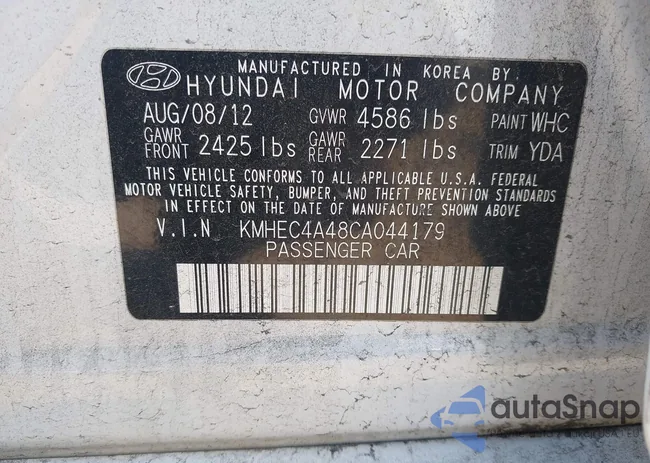 MANUFACTURED IN KOREA BY
HYUNDAI MOTOR COMPANY
AUG/08/12 GVWR 4586 lbs PAINT WHC
GAWR FRONT 2425 lbs GAWR REAR 2271 lbs TRIM YDA
THIS VEHICLE CONFORMS TO ALL APPLICABLE U.S.A. FEDERAL
MOTOR VEHICLE SAFETY, BUMPER, AND THEFT PREVENTION STANDARDS
IN EFFECT ON THE DATE OF MANUFACTURE SHOWN ABOVE
V.I.N KMHEC4A48CA044179
PASSENGER CAR
autaSnap